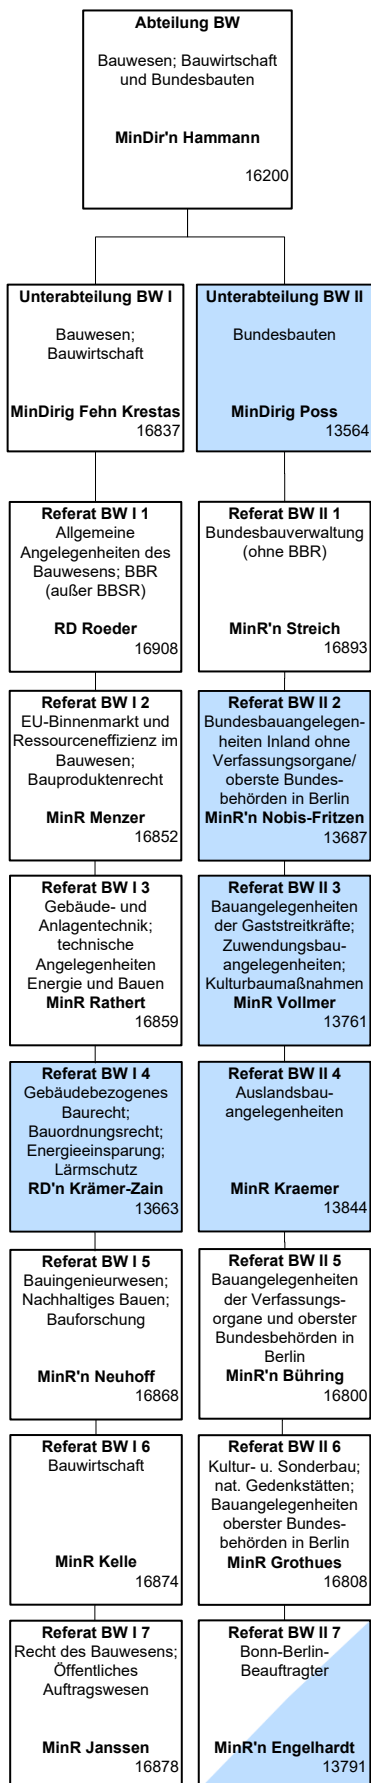 Abteilung BW
Bauwesen; Bauwirtschaft
und Bundesbauten
MinDir'n Hammann
16200
Unterabteilung BW I
Bauwesen;
Bauwirtschaft
MinDirig Fehn Krestas
16837
Unterabteilung BW II
Bundesbauten
MinDirig Poss
13564
Referat BW I 1
Allgemeine
Angelegenheiten des
Bauwesens; BBR
(außer BBSR)
RD Roeder
16908
Referat BW II 1
Bundesbauverwaltung
(ohne BBR)
MinR'n Streich
16893
Referat BW I 2
EU-Binnenmarkt und
Ressourceneffizienz im
Bauwesen;
Bauproduktenrecht
MinR Menzer
16852
Referat BW II 2
Bundesbauangelegen-
heiten Inland ohne
Verfassungsorgane/
oberste Bundes-
behörden in Berlin
MinR'n Nobis-Fritzen
13687
Referat BW I 3
Gebäude- und
Anlagentechnik;
technische
Angelegenheiten
Energie und Bauen
MinR Rathert
16859
Referat BW II 3
Bauangelegenheiten
der Gaststreitkräfte;
Zuwendungsbau-
angelegenheiten;
Kulturbaumaßnahmen
MinR Vollmer
13761
Referat BW I 4
Gebäudebezogenes
Baurecht;
Bauordnungsrecht;
Energieeinsparung;
Lärmschutz
RD'n Krämer-Zain
13663
Referat BW II 4
Auslandsbau-
angelegenheiten
MinR Kraemer
13844
Referat BW I 5
Bauingenieurwesen;
Nachhaltiges Bauen;
Bauforschung
MinR'n Neuhoff
16868
Referat BW II 5
Bauangelegenheiten
der Verfassungs-
organe und oberster
Bundesbehörden in
Berlin
MinR'n Bühring
16800
Referat BW I 6
Bauwirtschaft
MinR Kelle
16874
Referat BW II 6
Kultur- u. Sonderbau;
nat. Gedenkstätten;
Bauangelegenheiten
oberster Bundes-
behörden in Berlin
MinR Grothues
16808
Referat BW I 7
Recht des Bauwesens;
Öffentliches
Auftragswesen
MinR Janssen
16878
Referat BW II 7
Bonn-Berlin-
Beauftragter
MinR'n Engelhardt
13791